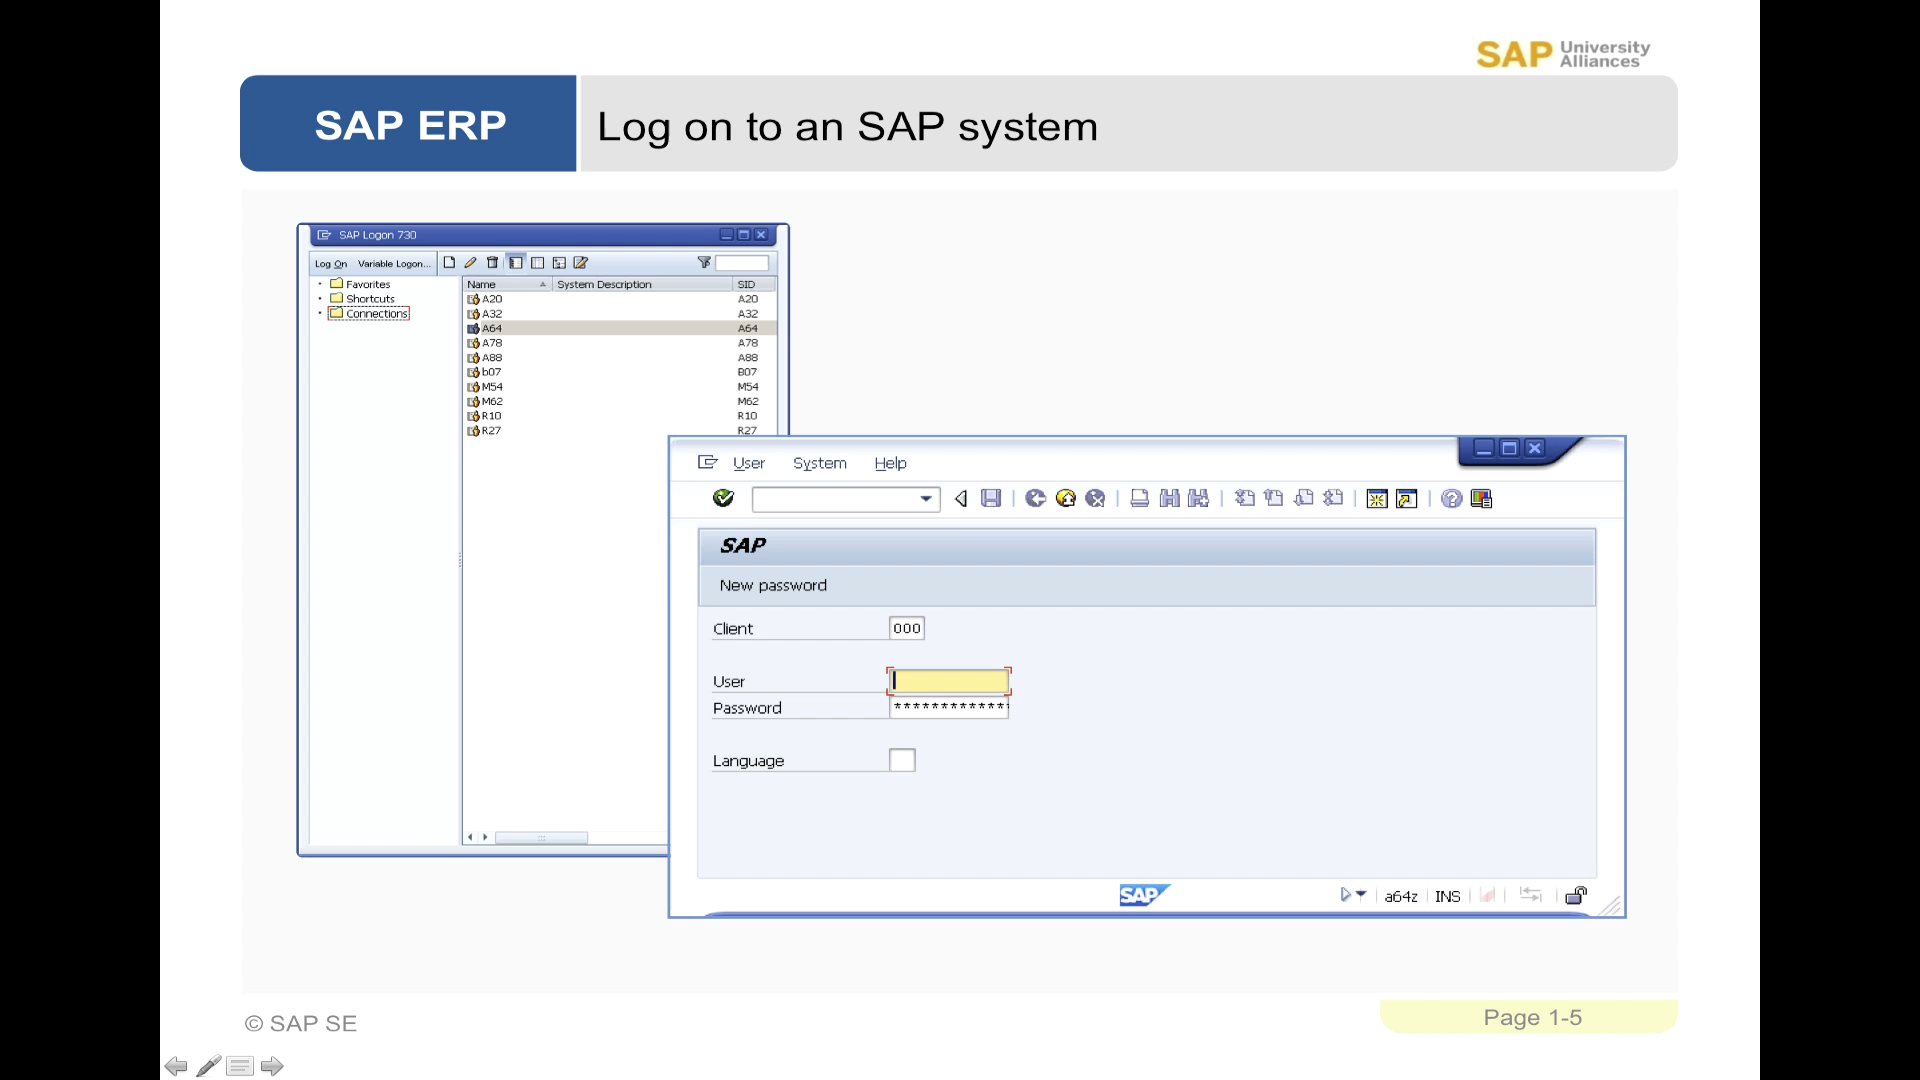 SAP University Alliances
SAP ERP
Log on to an SAP system
SAP Logon 730
Log On Variable Logon...
Favorites
Shortcuts
Connections
Name System Description SID
A20 A20
A32 A32
A64 A64
A78 A78
A88 A88
b07 B07
M54 M54
M62 M62
R10 R10
R27 R27
User System Help
SAP
New password
Client 000
User
Password ************
Language
SAP a64z INS
© SAP SE
Page 1-5